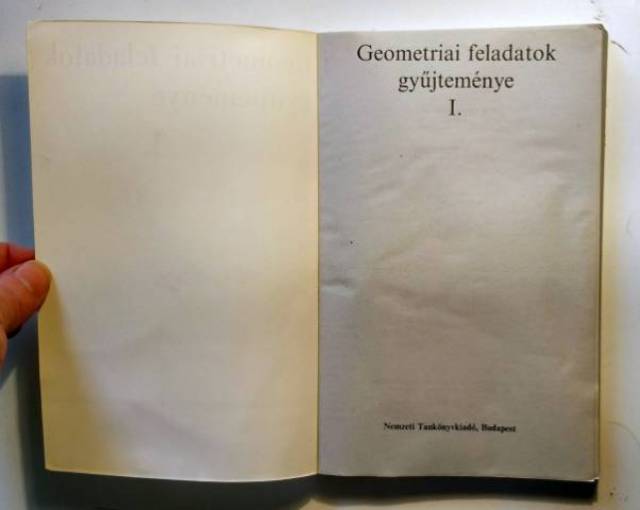 Geometriai feladatok
gyűjteménye
I.
Nemzeti Tankönyvkiadó, Budapest